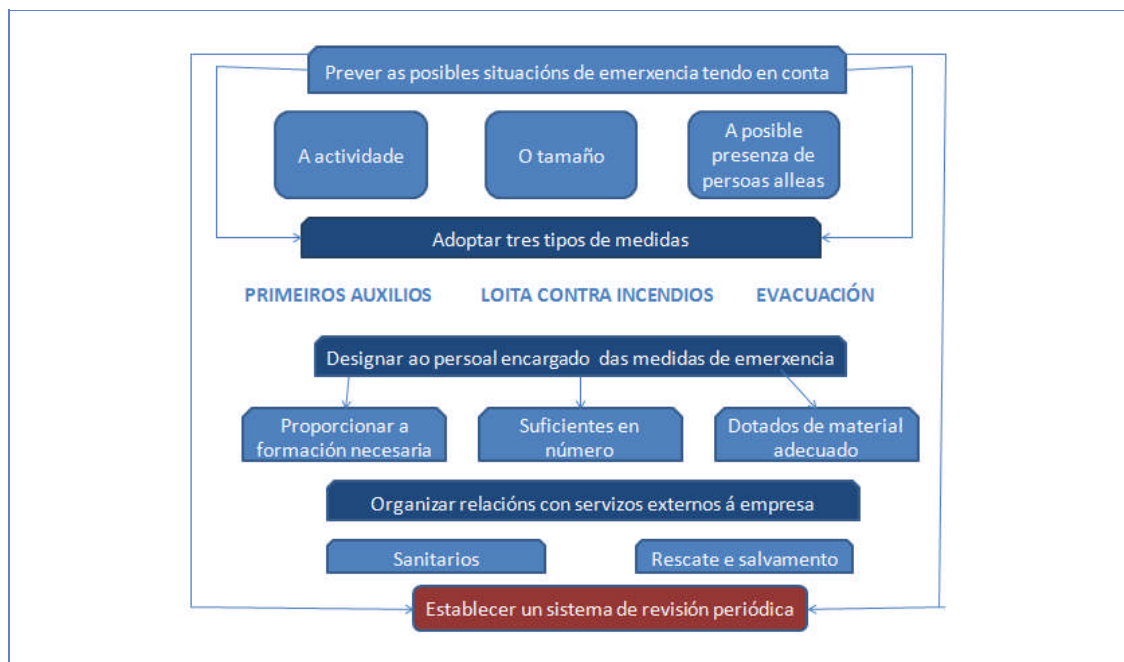 Prever as posibles situacións de emerxencia tendo en conta
A actividade
O tamaño
A posible
presenza de
persoas alleas
Adoptar tres tipos de medidas
PRIMEIROS AUXILIOS
LOITA CONTRA INCENDIOS
EVACUACIÓN
Designar ao persoal encargado das medidas de emerxencia
Proporcionar a
formación necesaria
Suficientes en
número
Dotados de material
adecuado
Organizar relacións con servizos externos á empresa
Sanitarios
Rescate e salvamento
Establecer un sistema de revisión periódica